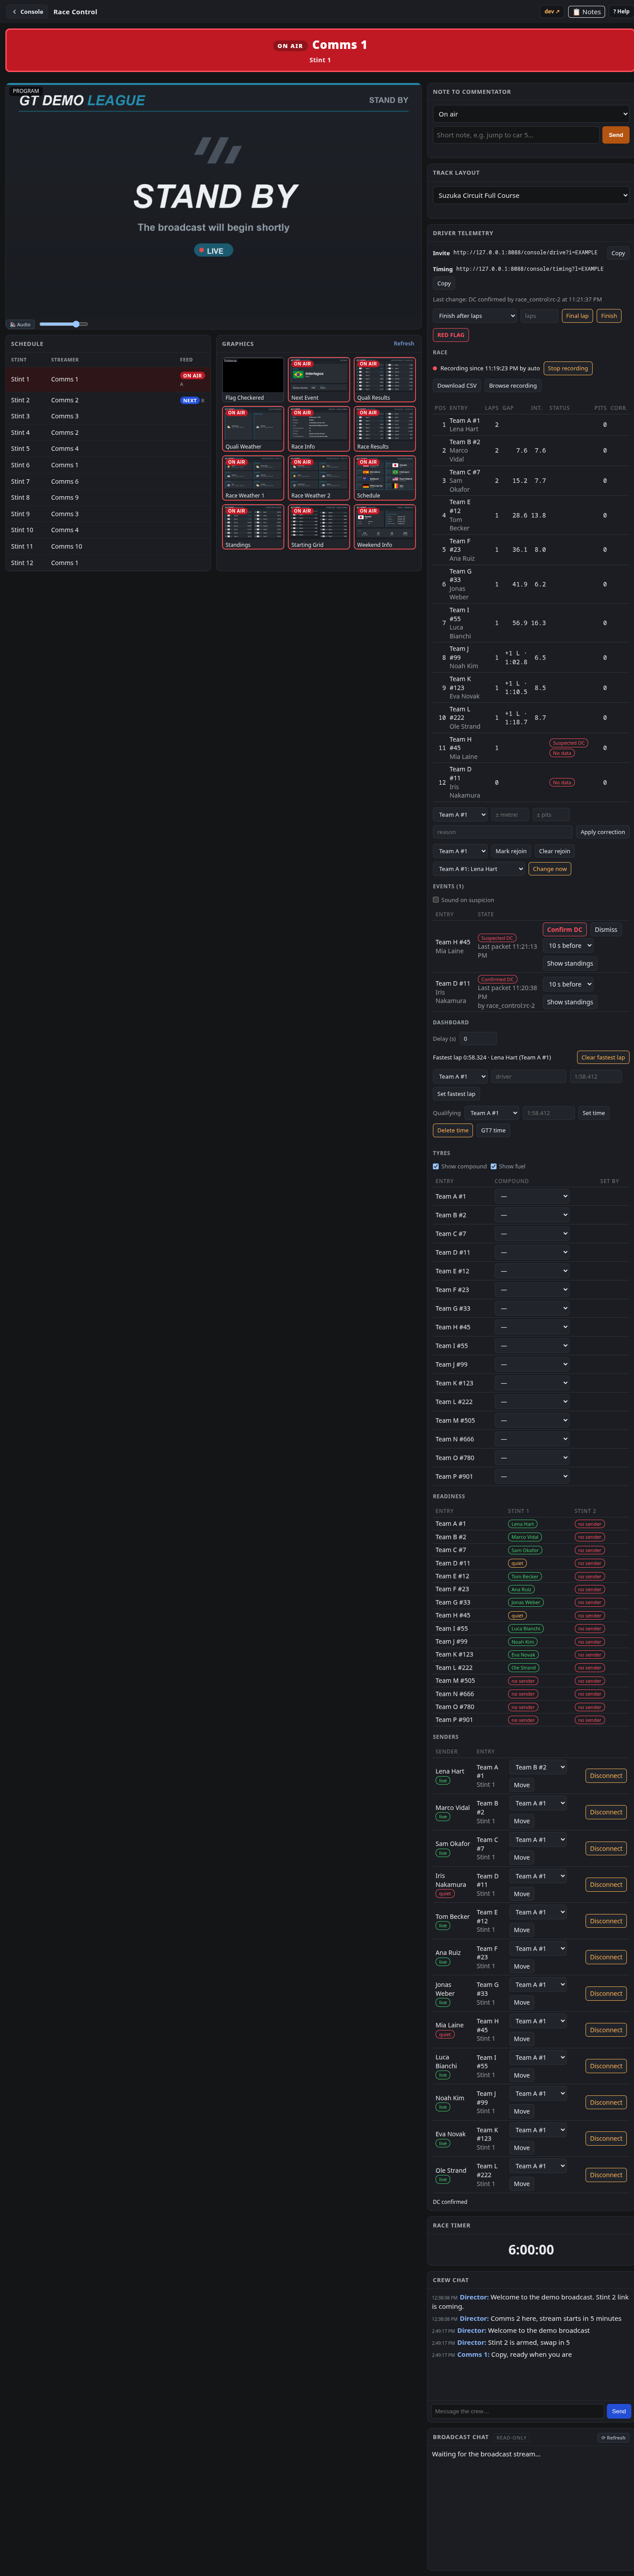 Console
Race Control
dev ↗
📋 Notes
? Help
ON AIR Comms 1
Stint 1
PROGRAM
GT DEMO LEAGUE
STAND BY
STAND BY
The broadcast will begin shortly
LIVE
Audio
SCHEDULE
STINT STREAMER FEED
Stint 1 Comms 1 ON AIR A
Stint 2 Comms 2 NEXT B
Stint 3 Comms 3
Stint 4 Comms 2
Stint 5 Comms 4
Stint 6 Comms 1
Stint 7 Comms 6
Stint 8 Comms 9
Stint 9 Comms 3
Stint 10 Comms 4
Stint 11 Comms 10
Stint 12 Comms 1
GRAPHICS
Refresh
Flag Checkered
ON AIR
Next Event
ON AIR
Quali Results
ON AIR
Quali Weather
ON AIR
Race Info
ON AIR
Race Results
ON AIR
Race Weather 1
ON AIR
Race Weather 2
ON AIR
Schedule
ON AIR
Standings
ON AIR
Starting Grid
ON AIR
Weekend Info
NOTE TO COMMENTATOR
On air
Short note, e.g. jump to car 5...
Send
TRACK LAYOUT
Suzuka Circuit Full Course
DRIVER TELEMETRY
Invite http://127.0.0.1:8088/console/drive?i=EXAMPLE Copy
Timing http://127.0.0.1:8088/console/timing?l=EXAMPLE
Copy
Last change: DC confirmed by race_control:rc-2 at 11:21:37 PM
Finish after laps laps Final lap Finish
RED FLAG
RACE
Recording since 11:19:23 PM by auto Stop recording
Download CSV Browse recording
POS ENTRY LAPS GAP INT. STATUS PITS CORR.
1 Team A #1 Lena Hart 2 0
2 Team B #2 Marco Vidal 2 7.6 7.6 0
3 Team C #7 Sam Okafor 2 15.2 7.7 0
4 Team E #12 Tom Becker 1 28.6 13.8 0
5 Team F #23 Ana Ruiz 1 36.1 8.0 0
6 Team G #33 Jonas Weber 1 41.9 6.2 0
7 Team I #55 Luca Bianchi 1 56.9 16.3 0
8 Team J #99 Noah Kim 1 +1 L · 1:02.8 6.5 0
9 Team K #123 Eva Novak 1 +1 L · 1:10.5 8.5 0
10 Team L #222 Ole Strand 1 +1 L · 1:18.7 8.7 0
11 Team H #45 Mia Laine 1 Suspected DC No data 0
12 Team D #11 Iris Nakamura 0 No data 0
Team A #1 ± metres ± pits
reason Apply correction
Team A #1 Mark rejoin Clear rejoin
Team A #1: Lena Hart Change now
EVENTS (1)
Sound on suspicion
ENTRY STATE
Team H #45 Mia Laine Suspected DC Last packet 11:21:13 PM Confirm DC Dismiss 10 s before Show standings
Team D #11 Iris Nakamura Confirmed DC Last packet 11:20:38 PM by race_control:rc-2 10 s before Show standings
DASHBOARD
Delay (s) 0
Fastest lap 0:58.324 · Lena Hart (Team A #1) Clear fastest lap
Team A #1 driver 1:58.412
Set fastest lap
Qualifying Team A #1 1:58.412 Set time
Delete time GT7 time
TYRES
Show compound Show fuel
ENTRY COMPOUND SET BY
Team A #1 —
Team B #2 —
Team C #7 —
Team D #11 —
Team E #12 —
Team F #23 —
Team G #33 —
Team H #45 —
Team I #55 —
Team J #99 —
Team K #123 —
Team L #222 —
Team M #505 —
Team N #666 —
Team O #780 —
Team P #901 —
READINESS
ENTRY STINT 1 STINT 2
Team A #1 Lena Hart no sender
Team B #2 Marco Vidal no sender
Team C #7 Sam Okafor no sender
Team D #11 quiet no sender
Team E #12 Tom Becker no sender
Team F #23 Ana Ruiz no sender
Team G #33 Jonas Weber no sender
Team H #45 quiet no sender
Team I #55 Luca Bianchi no sender
Team J #99 Noah Kim no sender
Team K #123 Eva Novak no sender
Team L #222 Ole Strand no sender
Team M #505 no sender no sender
Team N #666 no sender no sender
Team O #780 no sender no sender
Team P #901 no sender no sender
SENDERS
SENDER ENTRY
Lena Hart live Team A #1 Stint 1 Team B #2 Move Disconnect
Marco Vidal live Team B #2 Stint 1 Team A #1 Move Disconnect
Sam Okafor live Team C #7 Stint 1 Team A #1 Move Disconnect
Iris Nakamura quiet Team D #11 Stint 1 Team A #1 Move Disconnect
Tom Becker live Team E #12 Stint 1 Team A #1 Move Disconnect
Ana Ruiz live Team F #23 Stint 1 Team A #1 Move Disconnect
Jonas Weber live Team G #33 Stint 1 Team A #1 Move Disconnect
Mia Laine quiet Team H #45 Stint 1 Team A #1 Move Disconnect
Luca Bianchi live Team I #55 Stint 1 Team A #1 Move Disconnect
Noah Kim live Team J #99 Stint 1 Team A #1 Move Disconnect
Eva Novak live Team K #123 Stint 1 Team A #1 Move Disconnect
Ole Strand live Team L #222 Stint 1 Team A #1 Move Disconnect
DC confirmed
RACE TIMER
6:00:00
CREW CHAT
12:38:08 PM Director: Welcome to the demo broadcast. Stint 2 link
is coming.
12:38:08 PM Director: Comms 2 here, stream starts in 5 minutes
2:49:17 PM Director: Welcome to the demo broadcast
2:49:17 PM Director: Stint 2 is armed, swap in 5
2:49:17 PM Comms 1: Copy, ready when you are
Message the crew...
Send
BROADCAST CHAT READ-ONLY
⟳ Refresh
Waiting for the broadcast stream...